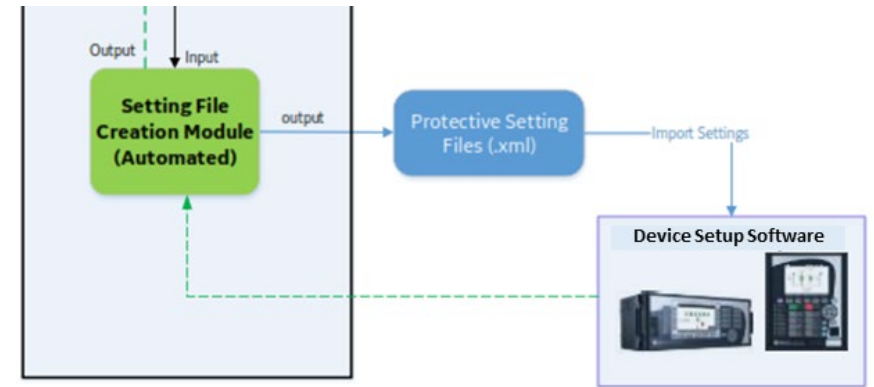 Output
Input
Setting File
Creation Module
(Automated)
output
Protective Setting
Files (.xml)
Import Settings
Device Setup Software